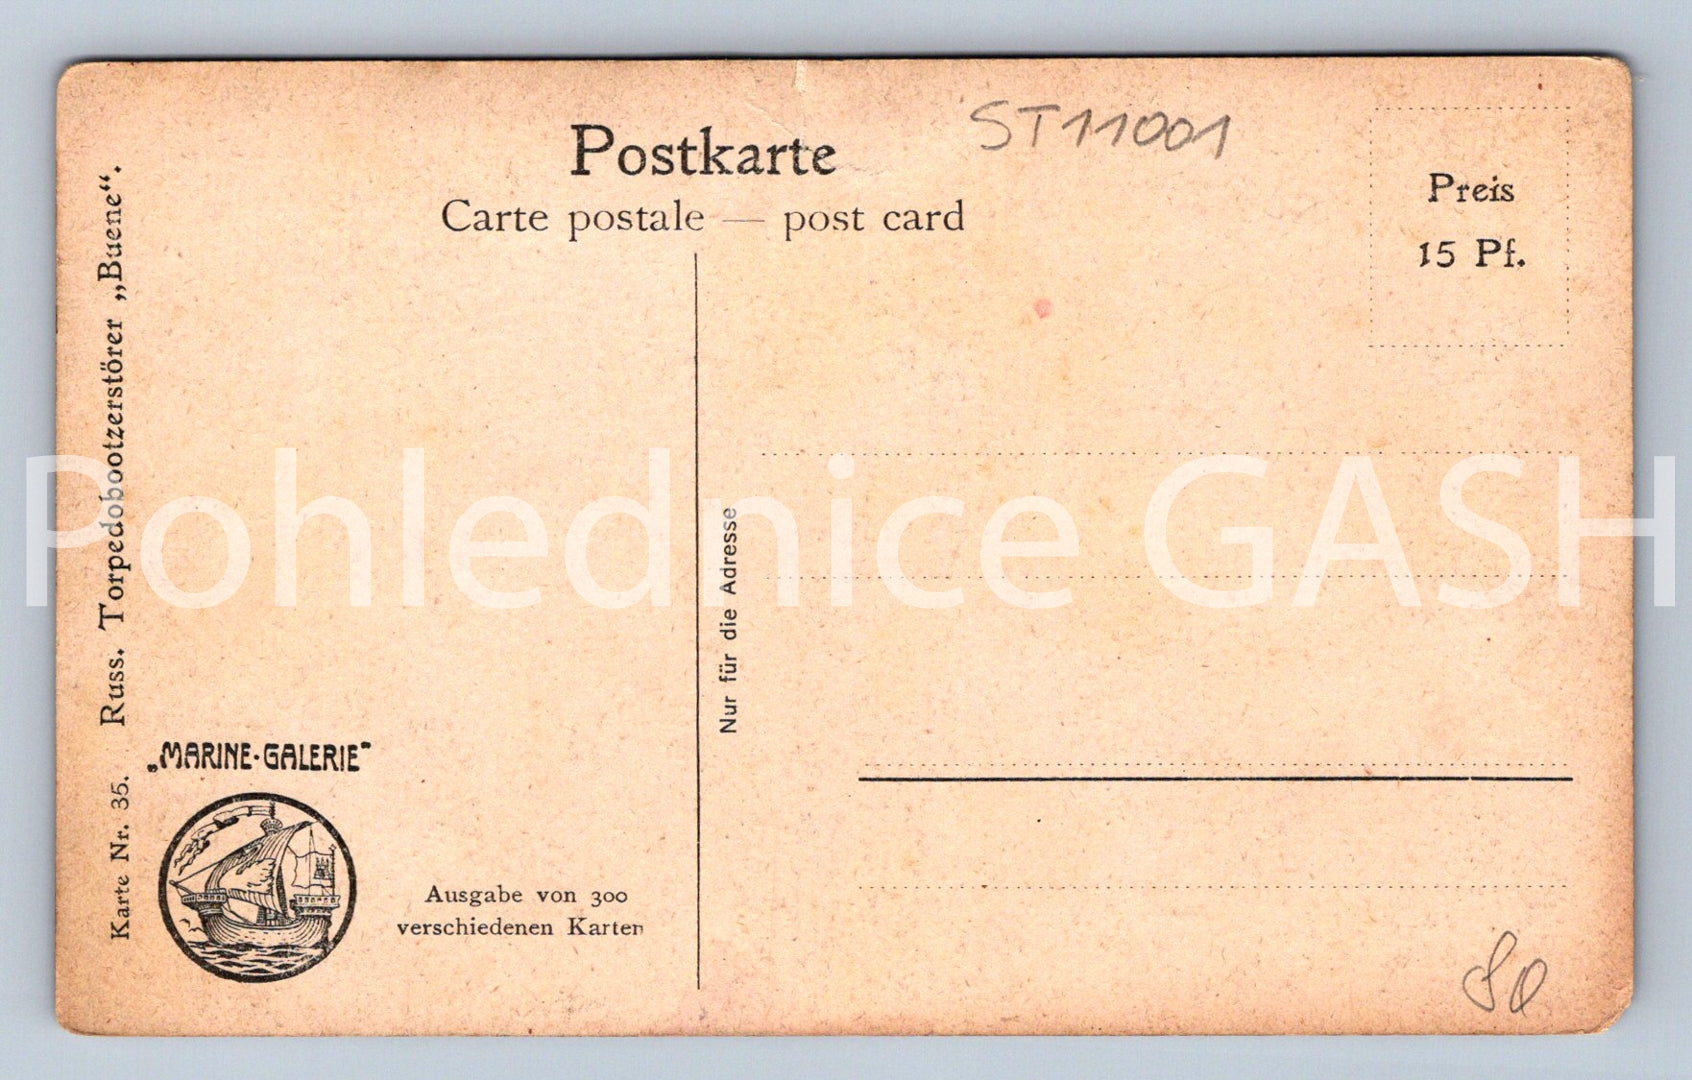 Postkarte
Carte postale — post card
ST11001
Preis
15 Pf.
Karte Nr. 35. Russ. Torpedobootzerstörer „Buene“.
Nur für die Adresse
„MARINE-GALERIE“
Ausgabe von 300
verschiedenen Karten
Pohlednice GASH